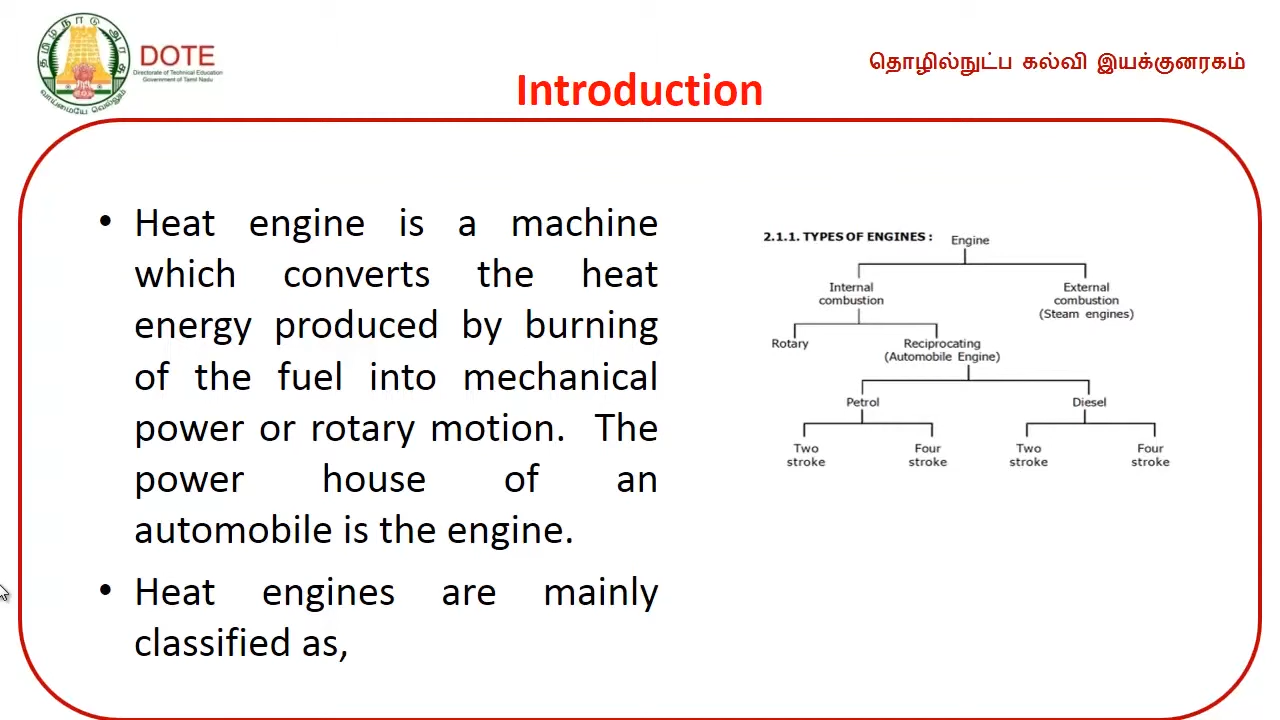 தமிழ்நாடு அரசு
வாய்மையே வெல்லும்
DOTE
Directorate of Technical Education
Government of Tamil Nadu
தொழில்நுட்ப கல்வி இயக்குனரகம்
Introduction
• Heat engine is a machine
which converts the heat
energy produced by burning
of the fuel into mechanical
power or rotary motion. The
power house of an
automobile is the engine.
• Heat engines are mainly
classified as,
2.1.1. TYPES OF ENGINES :
Engine
Internal
combustion
External
combustion
(Steam engines)
Rotary
Reciprocating
(Automobile Engine)
Petrol
Diesel
Two
stroke
Four
stroke
Two
stroke
Four
stroke